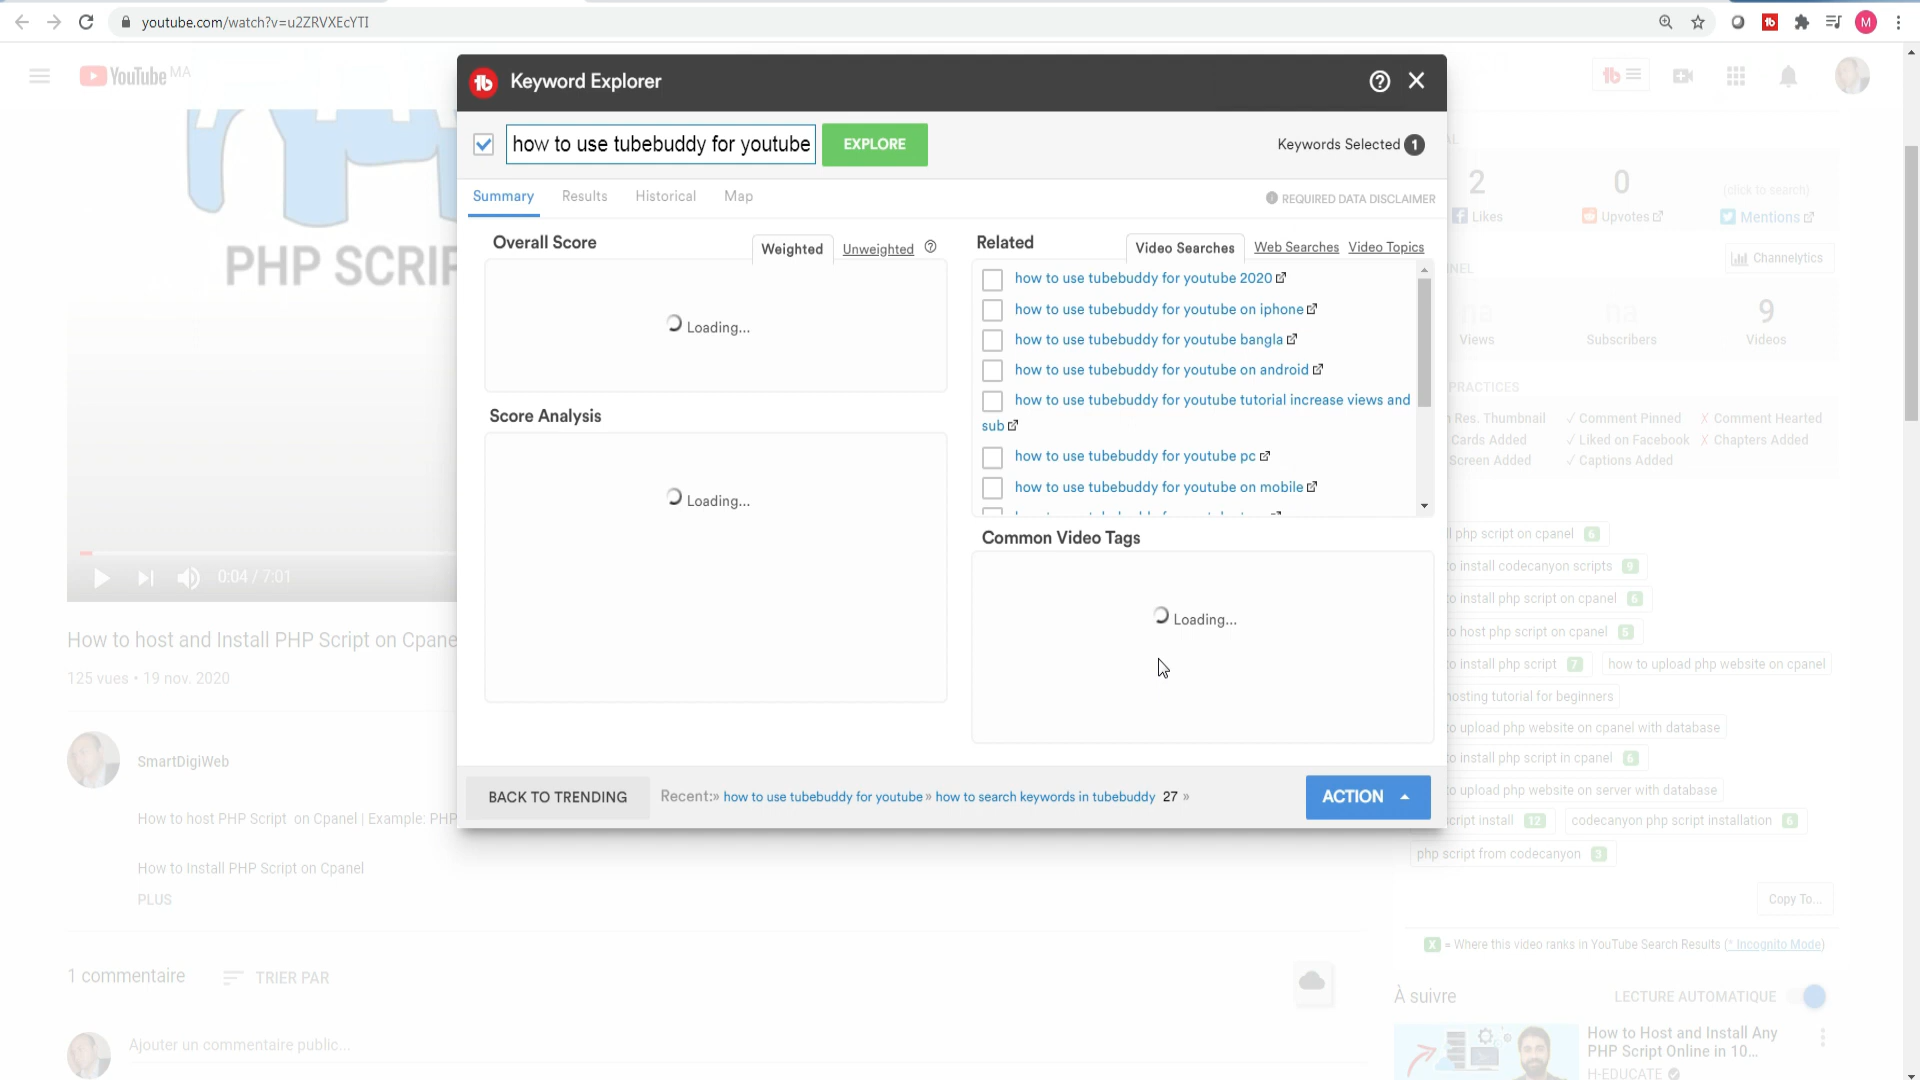 youtube.com/watch?v=u2ZRVXEcYTI
M
YouTube MA
Keyword Explorer
how to use tubebuddy for youtube
EXPLORE
Keywords Selected 1
Summary
Results
Historical
Map
REQUIRED DATA DISCLAIMER
Overall Score
Weighted
Unweighted
Loading...
Score Analysis
Loading...
Related
Video Searches
Web Searches
Video Topics
how to use tubebuddy for youtube 2020
how to use tubebuddy for youtube on iphone
how to use tubebuddy for youtube bangla
how to use tubebuddy for youtube on android
how to use tubebuddy for youtube tutorial increase views and
sub
how to use tubebuddy for youtube pc
how to use tubebuddy for youtube on mobile
Common Video Tags
Loading...
BACK TO TRENDING
Recent:» how to use tubebuddy for youtube » how to search keywords in tubebuddy 27 »
ACTION
PHP SCRIP
0:04 / 7:01
How to host and Install PHP Script on Cpane
125 vues • 19 nov. 2020
SmartDigiWeb
How to host PHP Script on Cpanel | Example: PHP
How to Install PHP Script on Cpanel
PLUS
1 commentaire
TRIER PAR
Ajouter un commentaire public...
2
Likes
0
Upvotes
(click to search)
Mentions
Channelytics
na
Views
na
Subscribers
9
Videos
PRACTICES
Res. Thumbnail
✓ Comment Pinned
✗ Comment Hearted
Cards Added
✓ Liked on Facebook
✗ Chapters Added
Screen Added
✓ Captions Added
php script on cpanel 6
to install codecanyon scripts 9
to install php script on cpanel 6
to host php script on cpanel 6
to install php script 7
how to upload php website on cpanel
hosting tutorial for beginners
to upload php website on cpanel with database
to install php script in cpanel 6
to upload php website on server with database
script install 12
codecanyon php script installation 6
php script from codecanyon 3
Copy To...
X = Where this video ranks in YouTube Search Results (* Incognito Mode)
À suivre
LECTURE AUTOMATIQUE
How to Host and Install Any
PHP Script Online in 10...
H-EDUCATE